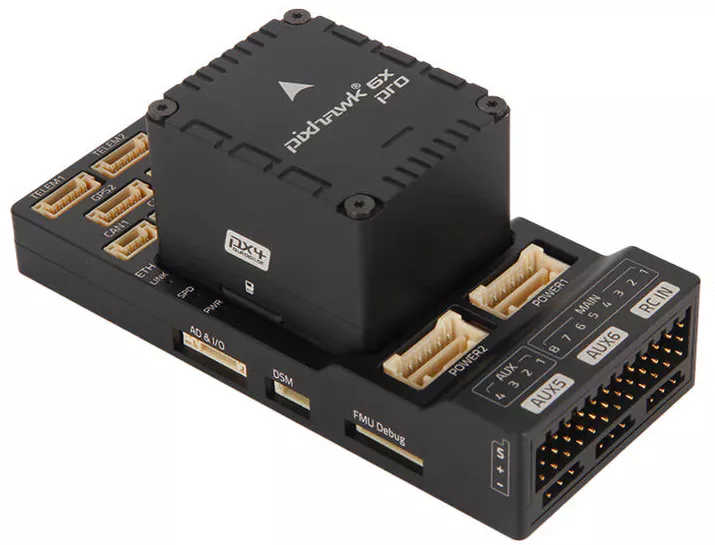 pixhawk® 6X
pro
TELEM2
TELEM1
GPS2
CAN1
px4
ETH
LINK
SPD
PWR
AD & I/O
DSM
FMU Debug
POWER1
POWER2
MAIN
8 7 6 5 4 3 2 1
AUX
4 3 2 1
RC IN
AUX6
AUX5
S + -